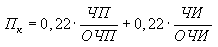 Пк = 0,22 · ЧП/ОЧП + 0,22 · ЧИ/ОЧИ